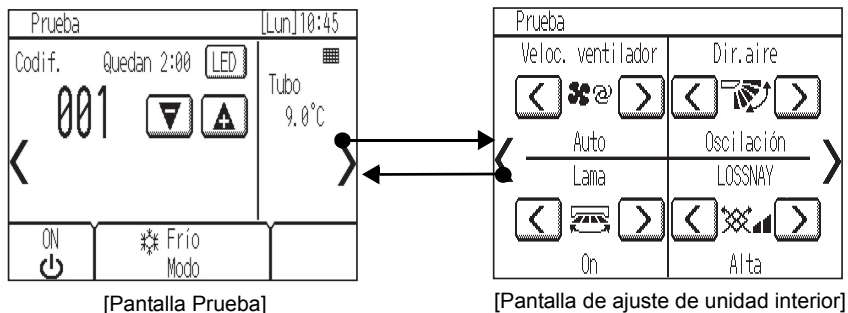 Prueba [Lun]10:45
Codif. Quedan 2:00 LED
001
Tubo
9.0°C
ON
Frío
Modo
[Pantalla Prueba]
Prueba
Veloc. ventilador Dir.aire
Auto Oscilación
Lama LOSSNAY
On Alta
[Pantalla de ajuste de unidad interior]